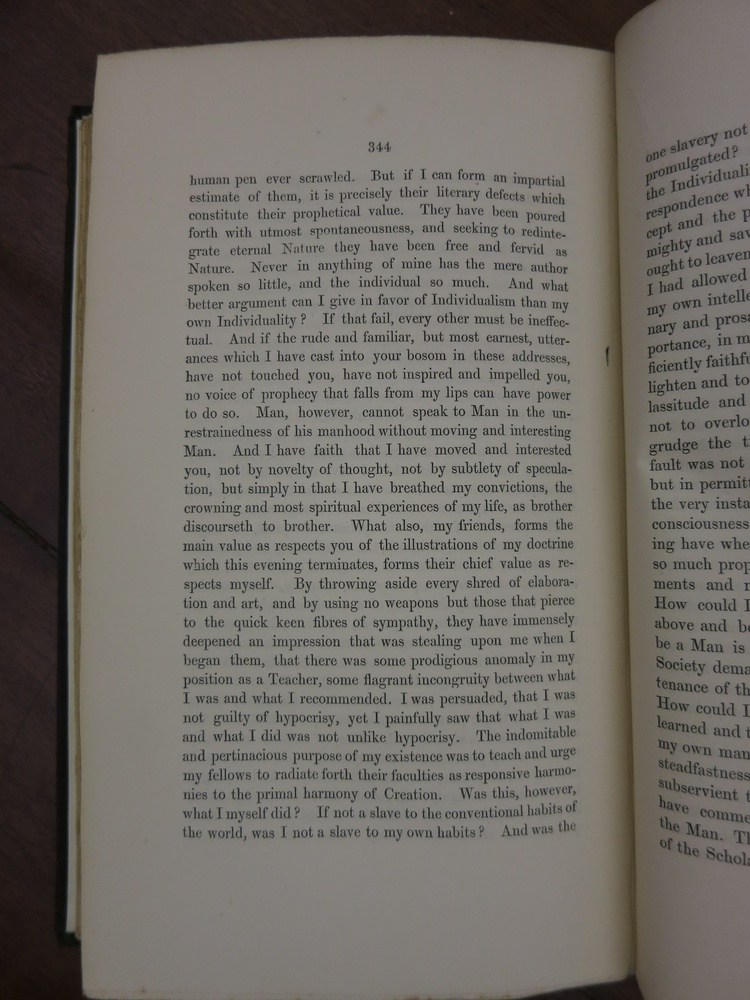 344
human pen ever scrawled. But if I can form an impartial
estimate of them, it is precisely their literary defects which
constitute their prophetical value. They have been poured
forth with utmost spontaneousness, and seeking to redinte-
grate eternal Nature they have been free and fervid as
Nature. Never in anything of mine has the mere author
spoken so little, and the individual so much. And what
better argument can I give in favor of Individualism than my
own Individuality ? If that fail, every other must be ineffec-
tual. And if the rude and familiar, but most earnest, utter-
ances which I have cast into your bosom in these addresses,
have not touched you, have not inspired and impelled you,
no voice of prophecy that falls from my lips can have power
to do so. Man, however, cannot speak to Man in the un-
restrainedness of his manhood without moving and interesting
Man. And I have faith that I have moved and interested
you, not by novelty of thought, not by subtlety of specula-
tion, but simply in that I have breathed my convictions, the
crowning and most spiritual experiences of my life, as brother
discourseth to brother. What also, my friends, forms the
main value as respects you of the illustrations of my doctrine
which this evening terminates, forms their chief value as re-
spects myself. By throwing aside every shred of elabora-
tion and art, and by using no weapons but those that pierce
to the quick keen fibres of sympathy, they have immensely
deepened an impression that was stealing upon me when I
began them, that there was some prodigious anomaly in my
position as a Teacher, some flagrant incongruity between what
I was and what I recommended. I was persuaded, that I was
not guilty of hypocrisy, yet I painfully saw that what I was
and what I did was not unlike hypocrisy. The indomitable
and pertinacious purpose of my existence was to teach and urge
my fellows to radiate forth their faculties as responsive harmo-
nies to the primal harmony of Creation. Was this, however,
what I myself did ? If not a slave to the conventional habits of
the world, was I not a slave to my own habits ? And was the
one slavery not
promulgated?
the Individuali
respondence wh
cept and the p
mighty and sav
ought to leaven
I had allowed
my own intelle
nary and prosa
portance, in m
ficiently faithfu
lighten and to
lassitude and
not to overlo
grudge the t
fault was not
but in permitt
the very insta
consciousness
ing have whe
so much prop
ments and
How could I
above and be
be a Man is
Society dema
tenance of th
How could I
learned and t
my own man
steadfastness
subservient t
have comme
the Man. Th
of the Schola